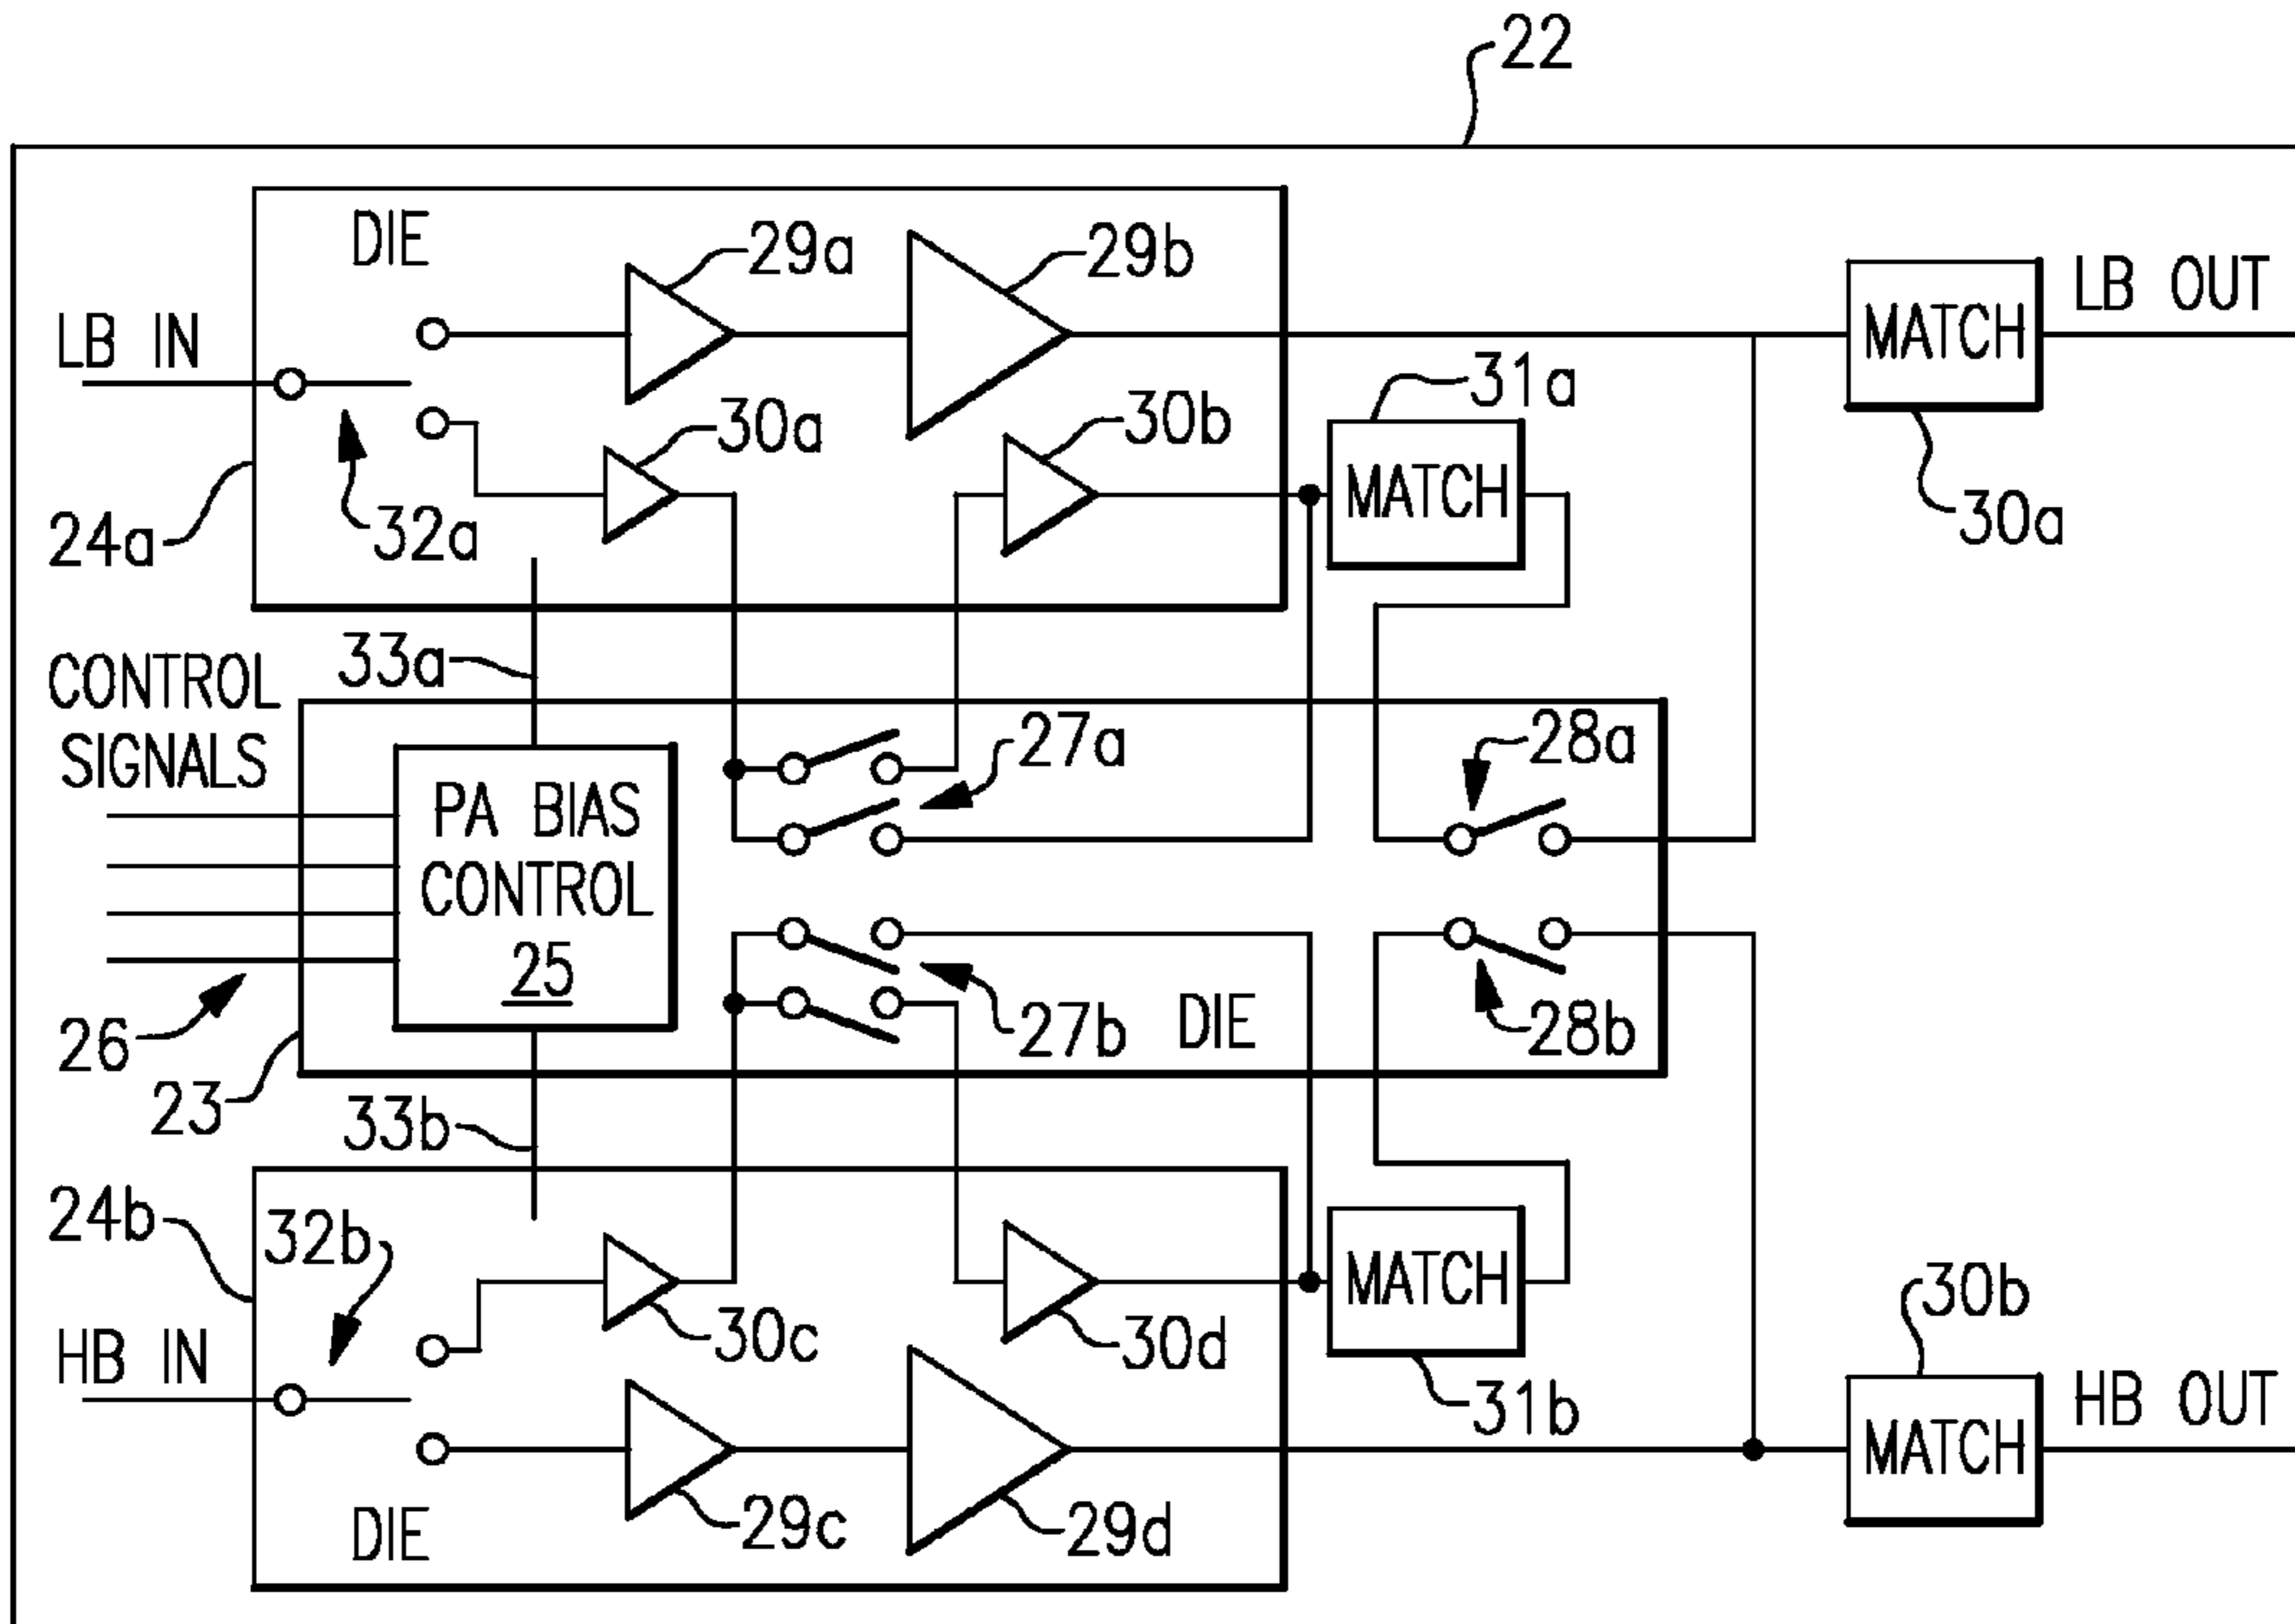 22
DIE
29a
29b
LB IN
LB OUT
MATCH
30a
31a
30b
MATCH
30a
24a
32a
33a
CONTROL
SIGNALS
27a
28a
PA BIAS
CONTROL
25
26
27b
DIE
28b
23
33b
24b
32b
MATCH
30b
30c
30d
HB IN
31b
HB OUT
MATCH
29c
29d
DIE